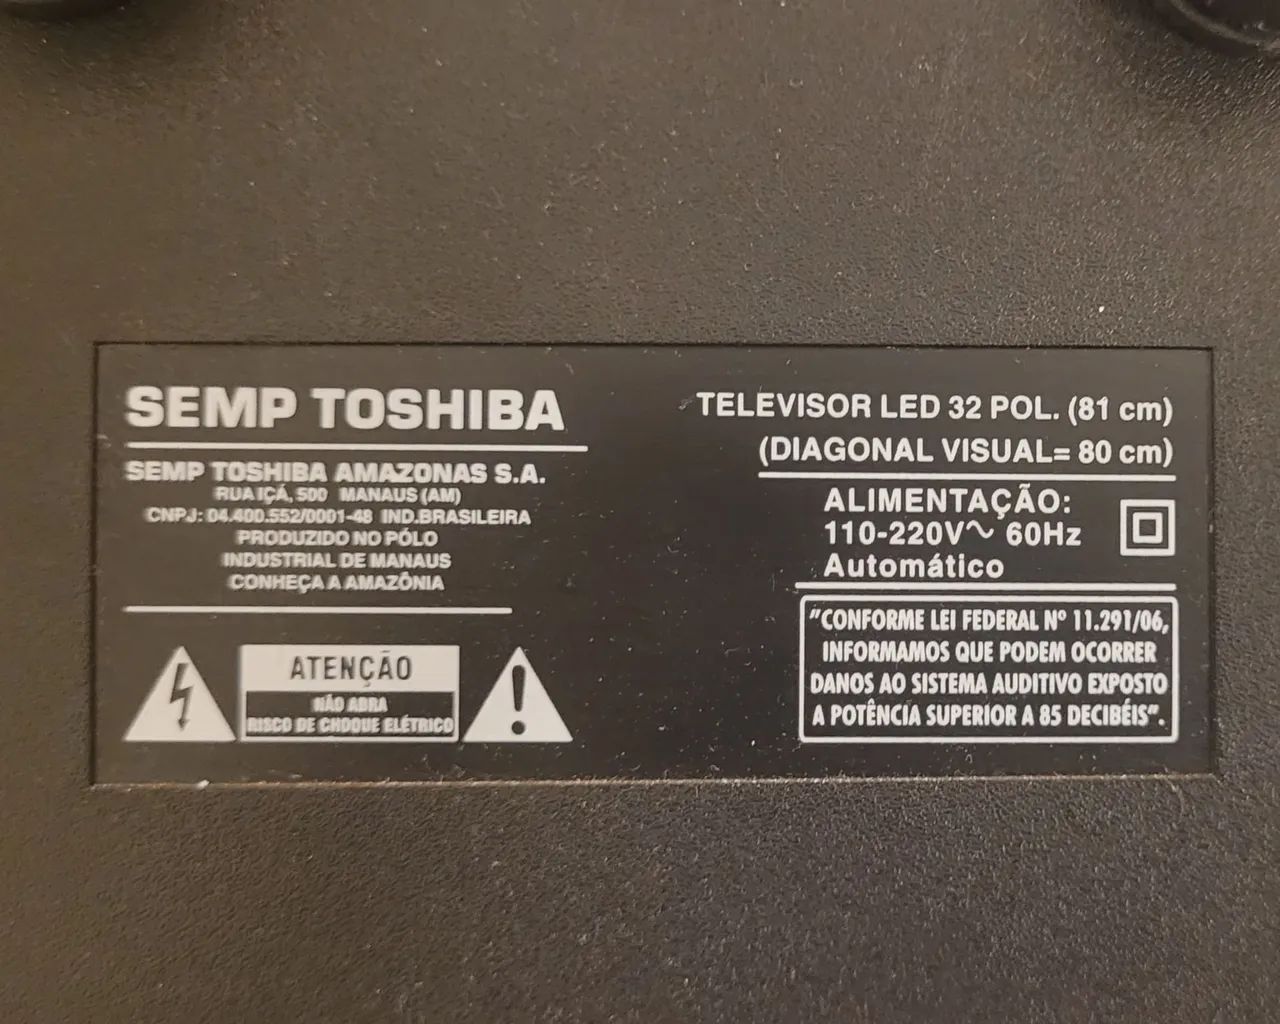 SEMP TOSHIBA
SEMP TOSHIBA AMAZONAS S.A.
RUA IÇÁ, 500 MANAUS (AM)
CNPJ: 04.400.552/0001-48 IND.BRASILEIRA
PRODUZIDO NO PÓLO
INDUSTRIAL DE MANAUS
CONHEÇA A AMAZÔNIA
ATENÇÃO
NÃO ABRA
RISCO DE CHOQUE ELÉTRICO
TELEVISOR LED 32 POL. (81 cm)
(DIAGONAL VISUAL= 80 cm)
ALIMENTAÇÃO:
110-220V~ 60Hz
Automático
"CONFORME LEI FEDERAL Nº 11.291/06,
INFORMAMOS QUE PODEM OCORRER
DANOS AO SISTEMA AUDITIVO EXPOSTO
A POTÊNCIA SUPERIOR A 85 DECIBÉIS".